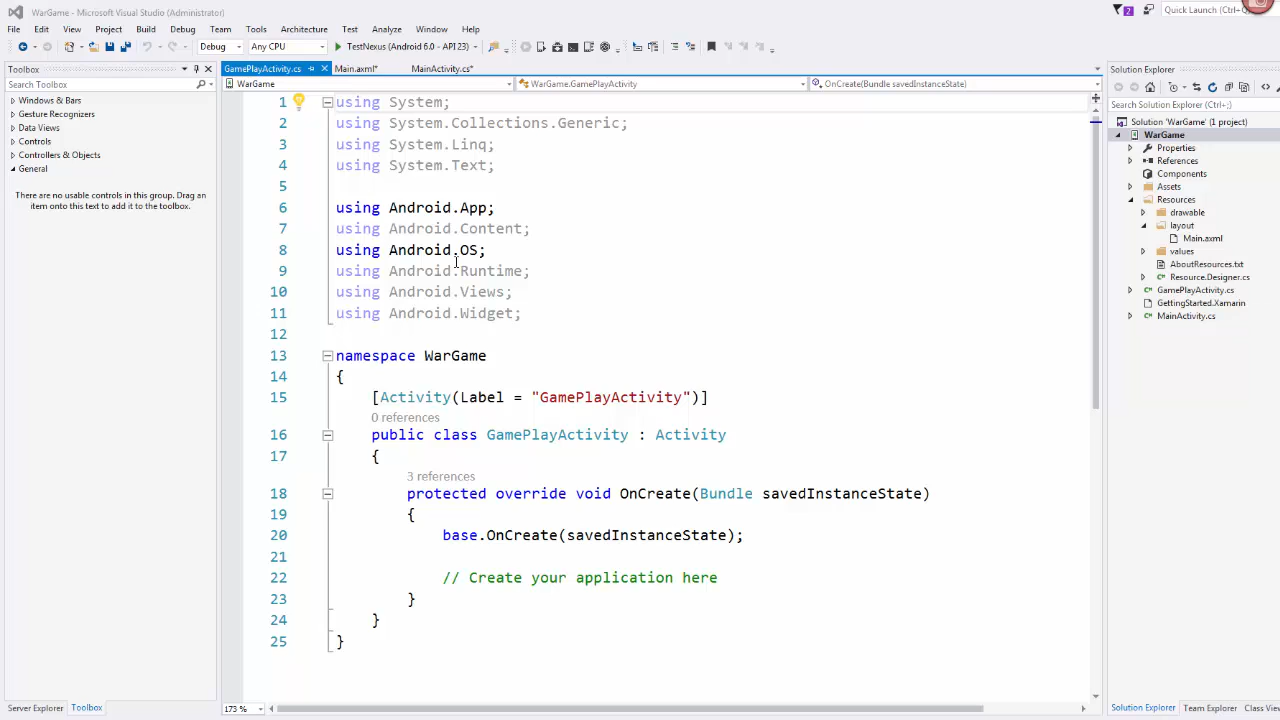 WarGame - Microsoft Visual Studio (Administrator)
2
Quick Launch (Ctrl+
File Edit View Project Build Debug Team Tools Architecture Test Analyze Window Help
Debug Any CPU TestNexus (Android 6.0 - API 23)
Toolbox
GamePlayActivity.cs Main.axml* MainActivity.cs*
Solution Explorer
Search Toolbox
WarGame WarGame.GamePlayActivity OnCreate(Bundle savedInstanceState)
Windows & Bars
Gesture Recognizers
Data Views
Controls
Controllers & Objects
General
There are no usable controls in this group. Drag an
item onto this text to add it to the toolbox.
1 using System;
2 using System.Collections.Generic;
3 using System.Linq;
4 using System.Text;
5
6 using Android.App;
7 using Android.Content;
8 using Android.OS;
9 using Android.Runtime;
10 using Android.Views;
11 using Android.Widget;
12
13 namespace WarGame
14 {
15 [Activity(Label = "GamePlayActivity")]
0 references
16 public class GamePlayActivity : Activity
17 {
3 references
18 protected override void OnCreate(Bundle savedInstanceState)
19 {
20 base.OnCreate(savedInstanceState);
21
22 // Create your application here
23 }
24 }
25 }
173 %
Search Solution Explorer (Ctrl+;)
Solution 'WarGame' (1 project)
WarGame
Properties
References
Components
Assets
Resources
drawable
layout
Main.axml
values
AboutResources.txt
Resource.Designer.cs
GamePlayActivity.cs
GettingStarted.Xamarin
MainActivity.cs
Server Explorer Toolbox
Solution Explorer Team Explorer Class Vie